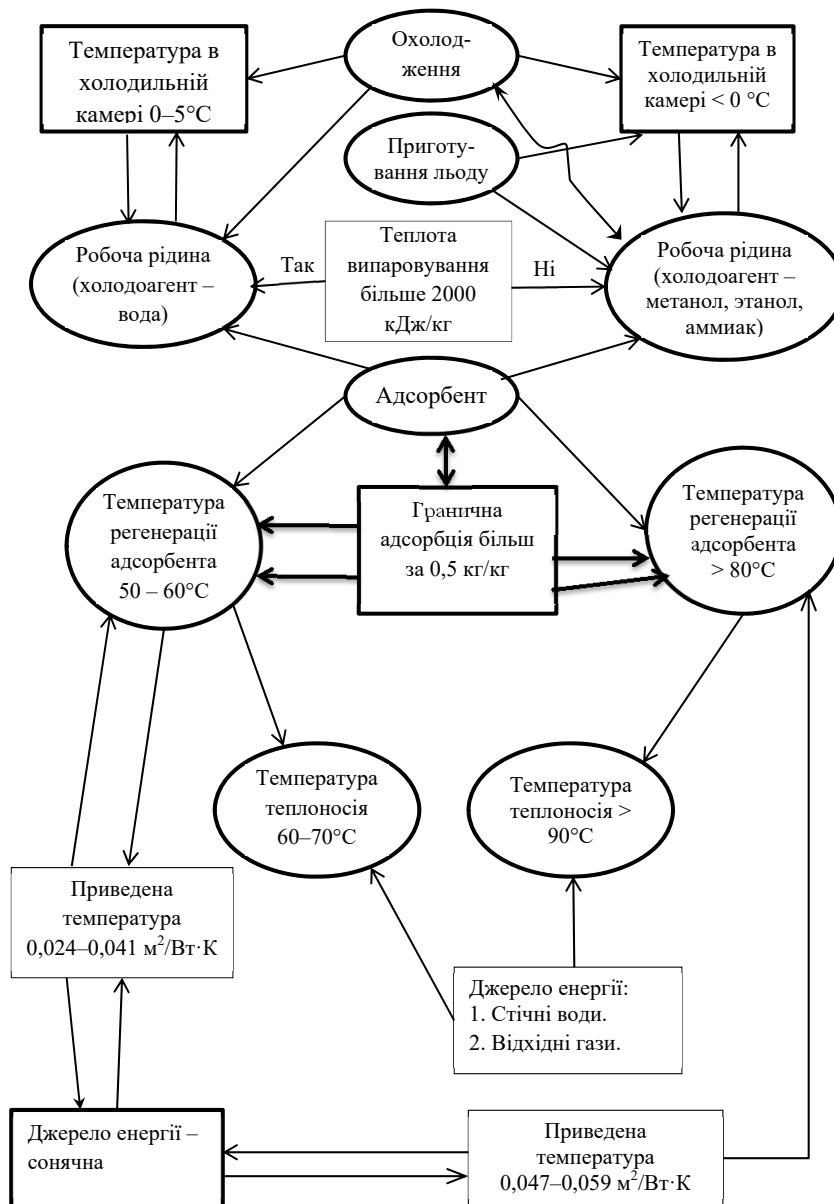 Температура в
холодильній
камері 0–5°С
Охолод-
ження
Температура в
холодильній
камері < 0 °С
Приготу-
вання льоду
Робоча рідина
(холодоагент –
вода)
Так
Теплота
випаровування
більше 2000
кДж/кг
Ні
Робоча рідина
(холодоагент –
метанол, этанол,
аммиак)
Адсорбент
Температура
регенерації
адсорбента
50 – 60°С
Гранична
адсорбція більш
за 0,5 кг/кг
Температура
регенерації
адсорбента
> 80°С
Температура
теплоносія
60–70°С
Температура
теплоносія >
90°С
Приведена
температура
0,024–0,041 м²/Вт·К
Джерело енергії:
1. Стічні води.
2. Відхідні гази.
Джерело енергії –
сонячна
Приведена
температура
0,047–0,059 м²/Вт·К